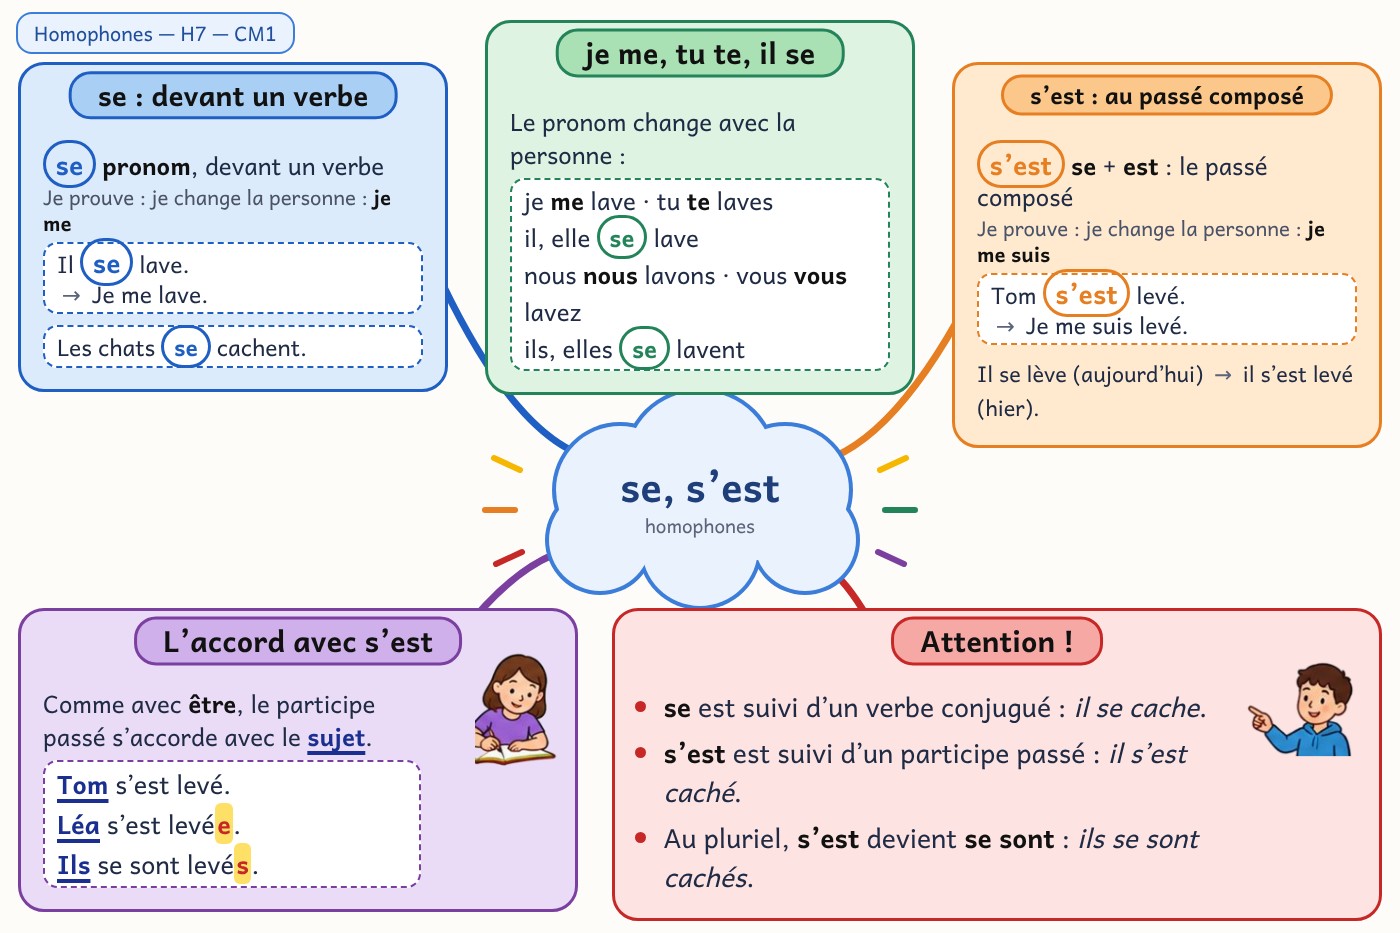 Homophones — H7 — CM1
se : devant un verbe
se pronom, devant un verbe
Je prouve : je change la personne : je
me
Il se lave.
→ Je me lave.
Les chats se cachent.
je me, tu te, il se
Le pronom change avec la
personne :
je me lave · tu te laves
il, elle se lave
nous nous lavons · vous vous
lavez
ils, elles se lavent
s’est : au passé composé
s’est se + est : le passé
composé
Je prouve : je change la personne : je
me suis
Tom s’est levé.
→ Je me suis levé.
Il se lève (aujourd’hui) → il s’est levé
(hier).
se, s’est
homophones
L’accord avec s’est
Comme avec être, le participe
passé s’accorde avec le sujet.
Tom s’est levé.
Léa s’est levée.
Ils se sont levés.
Attention !
• se est suivi d’un verbe conjugué : il se cache.
• s’est est suivi d’un participe passé : il s’est
caché.
• Au pluriel, s’est devient se sont : ils se sont
cachés.